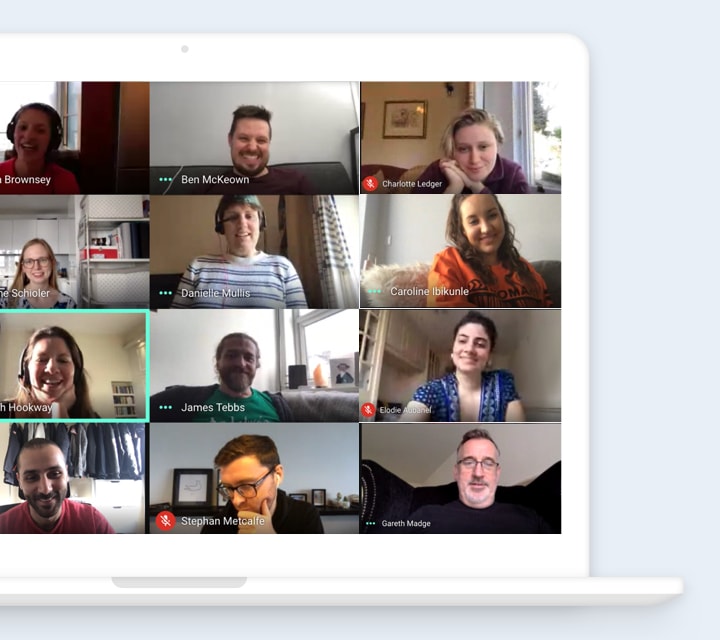 Brownsey
Ben McKeown
Charlotte Ledger
ne Schioler
Danielle Mullis
Caroline Ibikunle
h Hookway
James Tebbs
Elodie Aubanel
Stephan Metcalfe
Gareth Madge